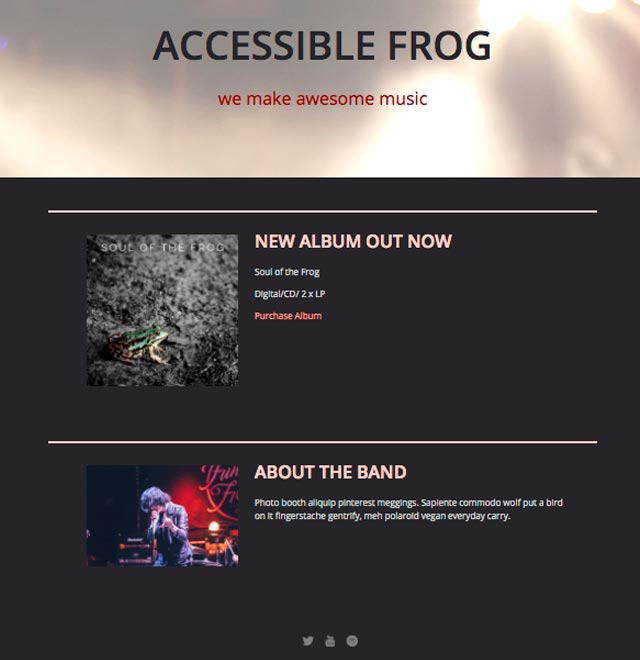 ACCESSIBLE FROG
we make awesome music
SOUL OF THE FROG
NEW ALBUM OUT NOW
Soul of the Frog
Digital/CD/ 2 x LP
Purchase Album
ABOUT THE BAND
Photo booth aliquip pinterest meggings. Sapiente commodo wolf put a bird
on it fingerstache gentrify, meh polaroid vegan everyday carry.